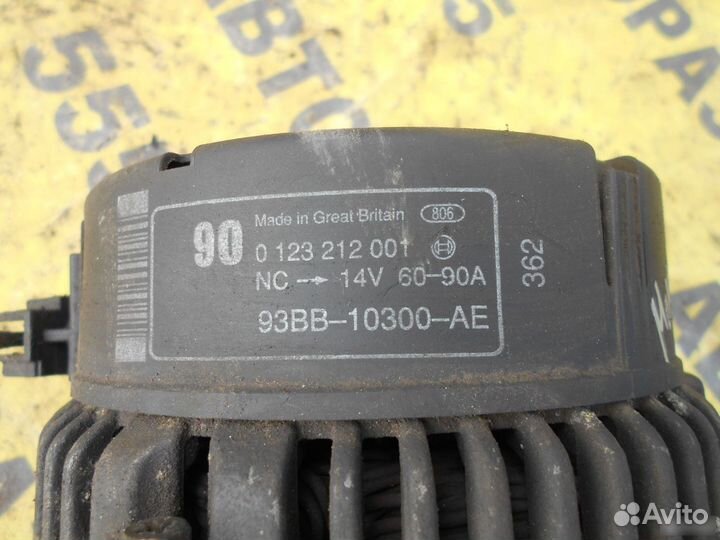 90 Made in Great Britain 806
0 123 212 001
NC → 14V 60-90A
93BB-10300-AE
362
555
Avito